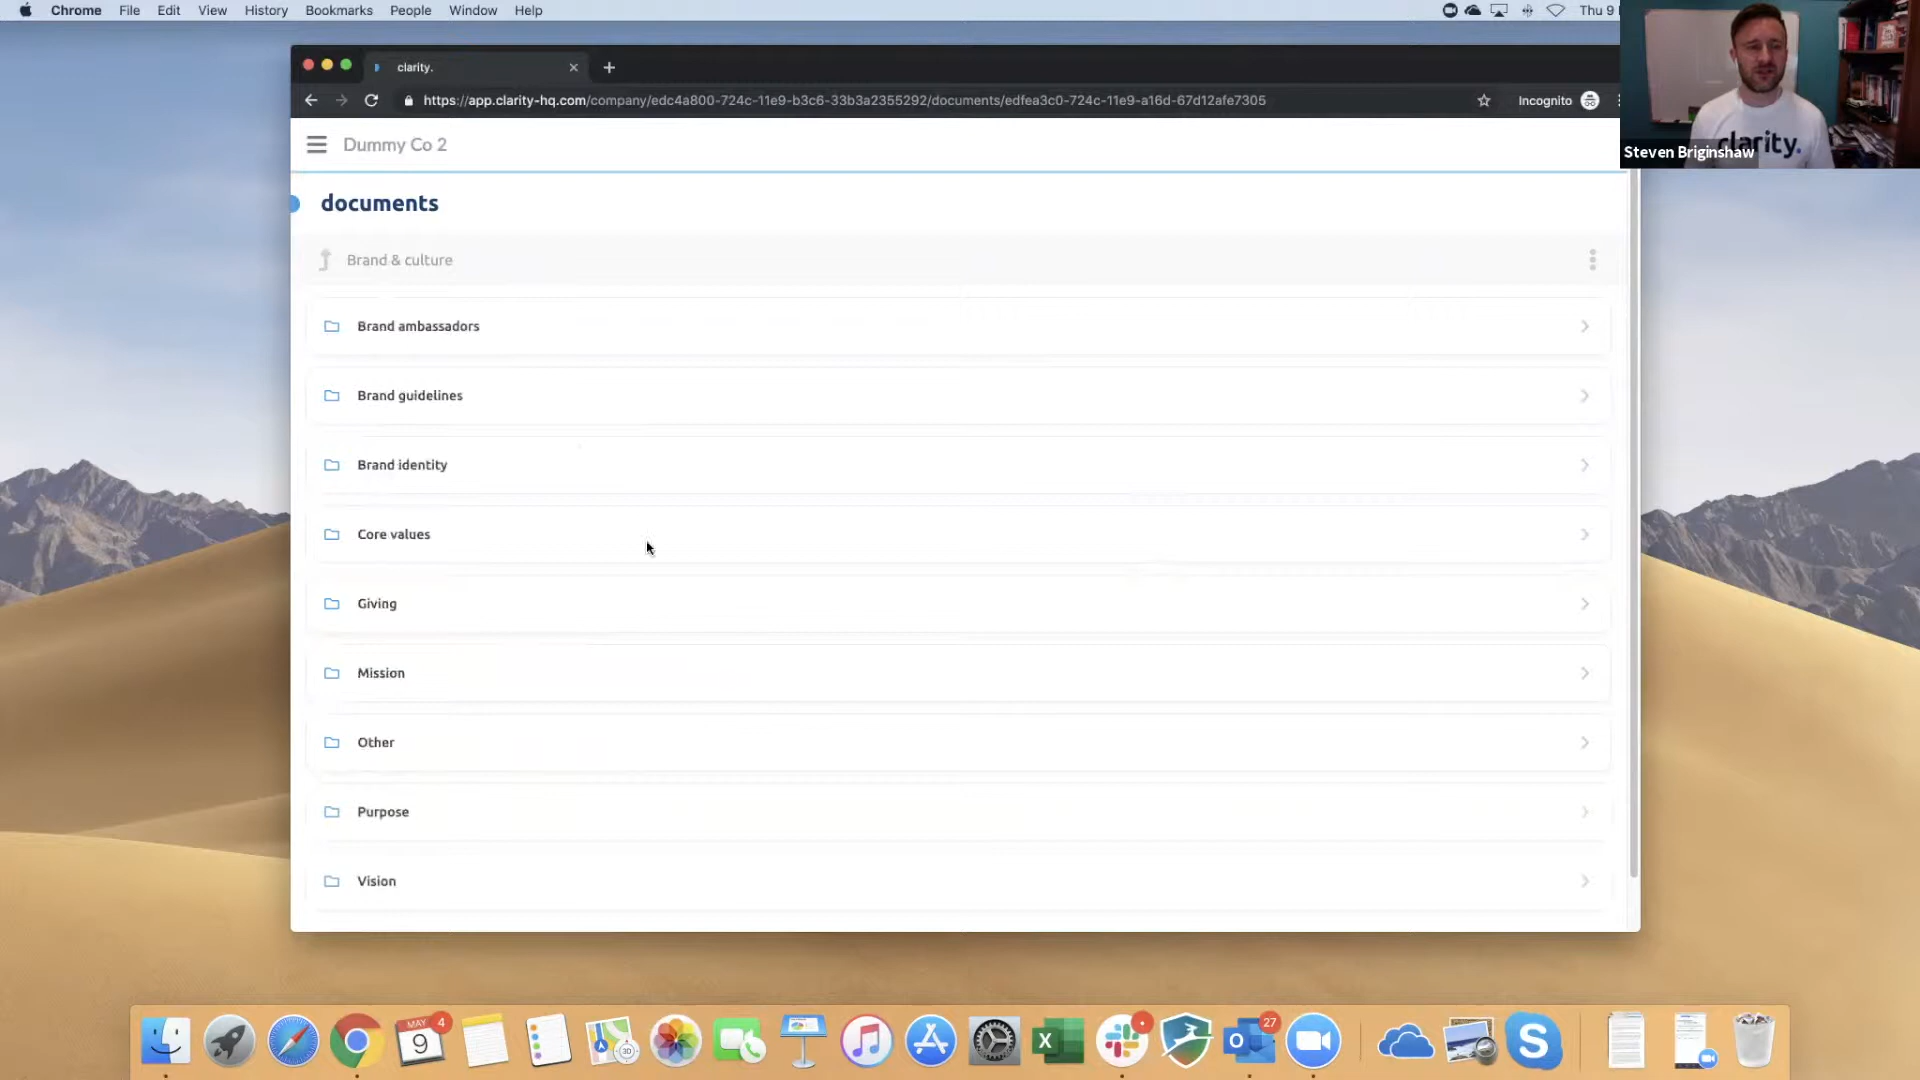 Chrome File Edit View History Bookmarks People Window Help
Thu 9
clarity.
https://app.clarity-hq.com/company/edc4a800-724c-11e9-b3c6-33b3a2355292/documents/edfea3c0-724c-11e9-a16d-67d12afe7305
Incognito
Dummy Co 2
clarity.
Steven Briginshaw
documents
Brand & culture
Brand ambassadors
Brand guidelines
Brand identity
Core values
Giving
Mission
Other
Purpose
Vision
4
MAY
9
30
27